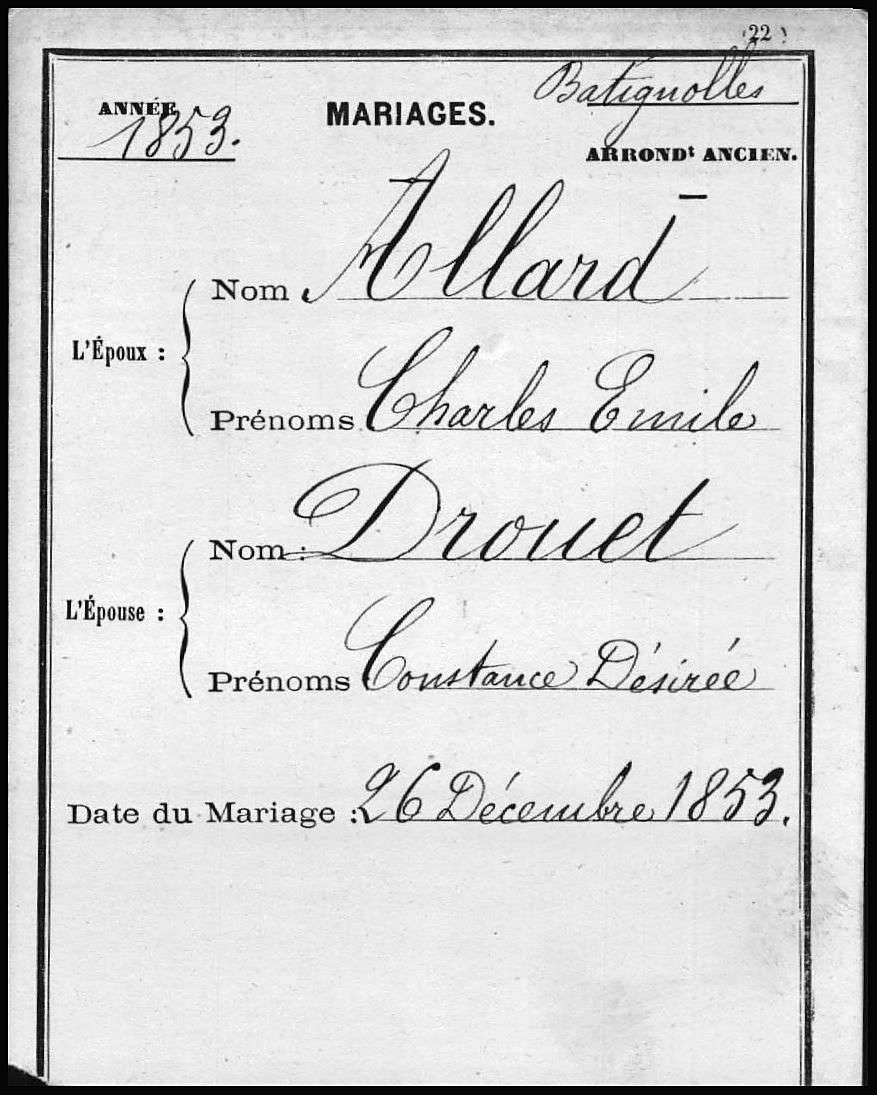 (22)
ANNÉE 1853.
MARIAGES.
Batignolles
ARRONDᵗ ANCIEN.
L'Époux :
Nom : Allard
Prénoms Charles Emile
L'Épouse :
Nom : Drouet
Prénoms Constance Désirée
Date du Mariage : 26 Décembre 1853.